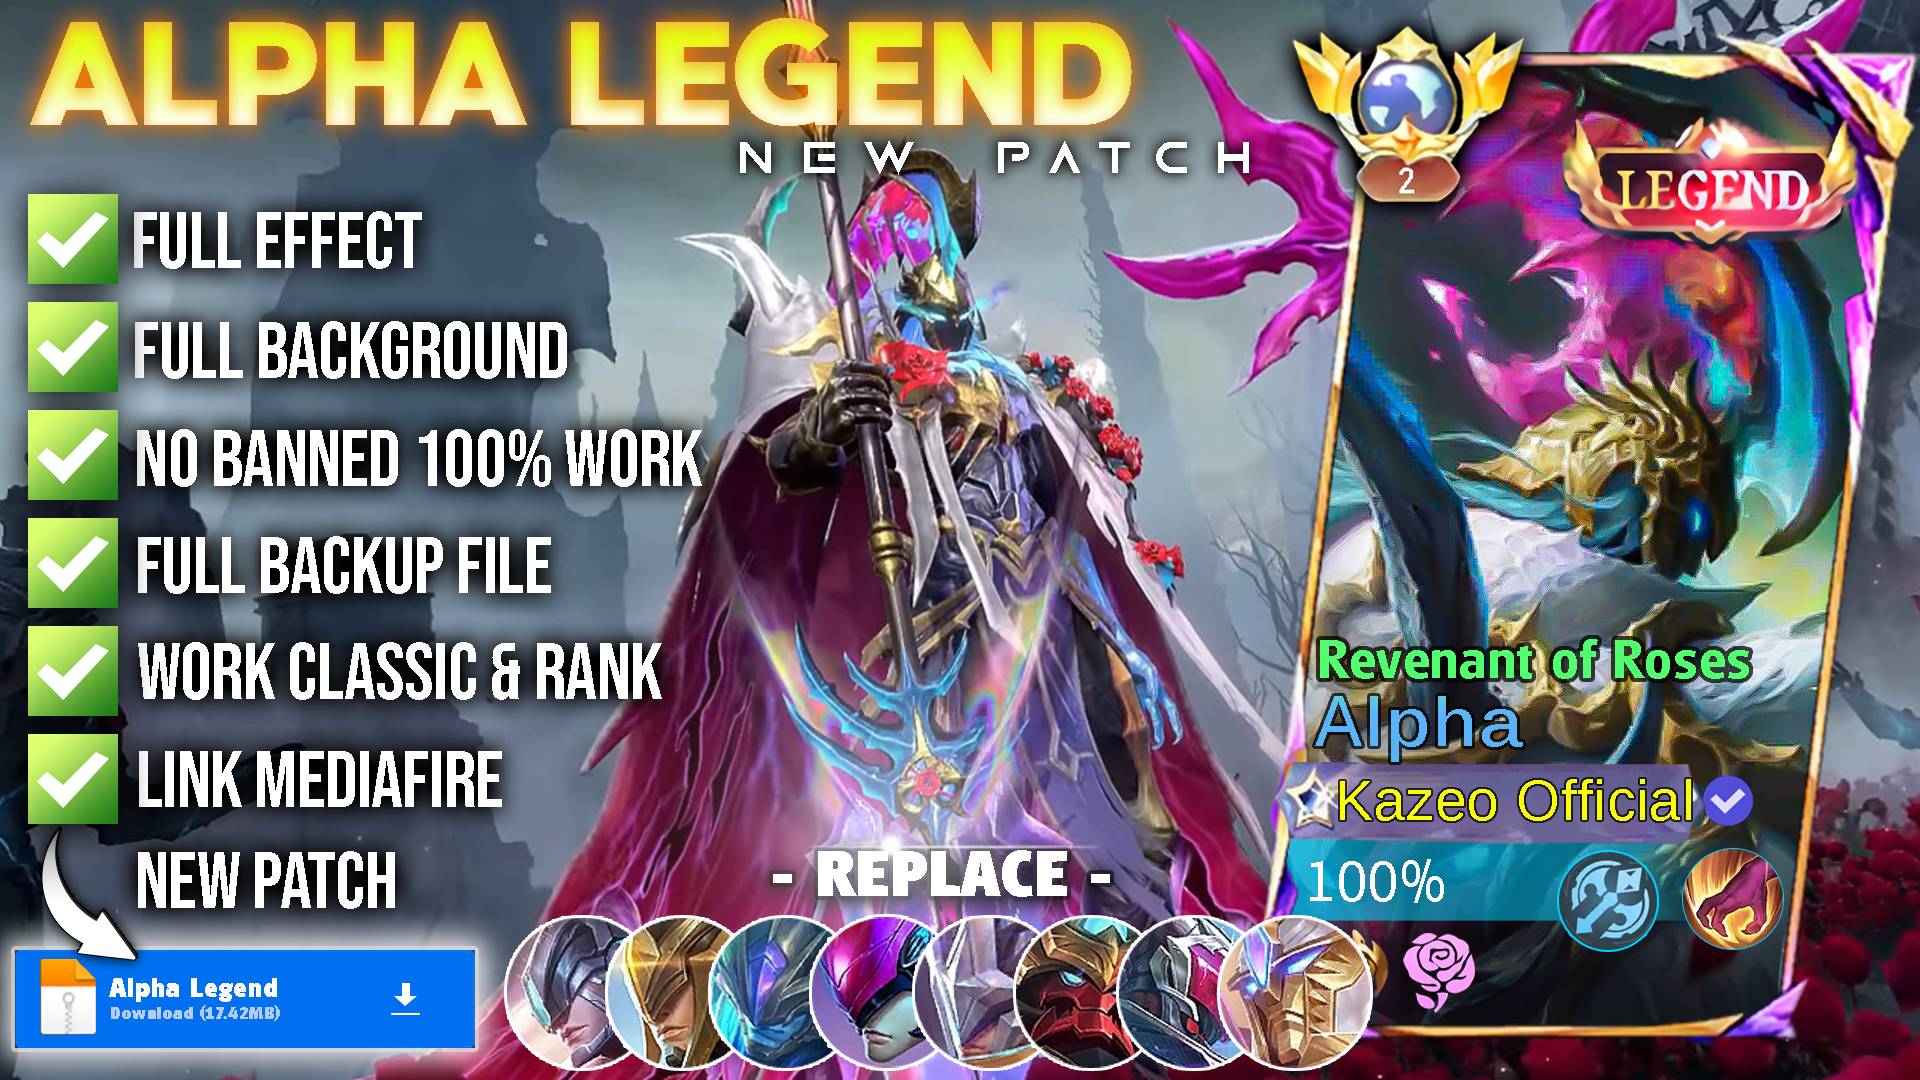 ALPHA LEGEND
NEW PATCH
FULL EFFECT
FULL BACKGROUND
NO BANNED 100% WORK
FULL BACKUP FILE
WORK CLASSIC & RANK
LINK MEDIAFIRE
NEW PATCH
Alpha Legend
Download (17.42MB)
- REPLACE -
2
LEGEND
Revenant of Roses
Alpha
Kazeo Official
100%